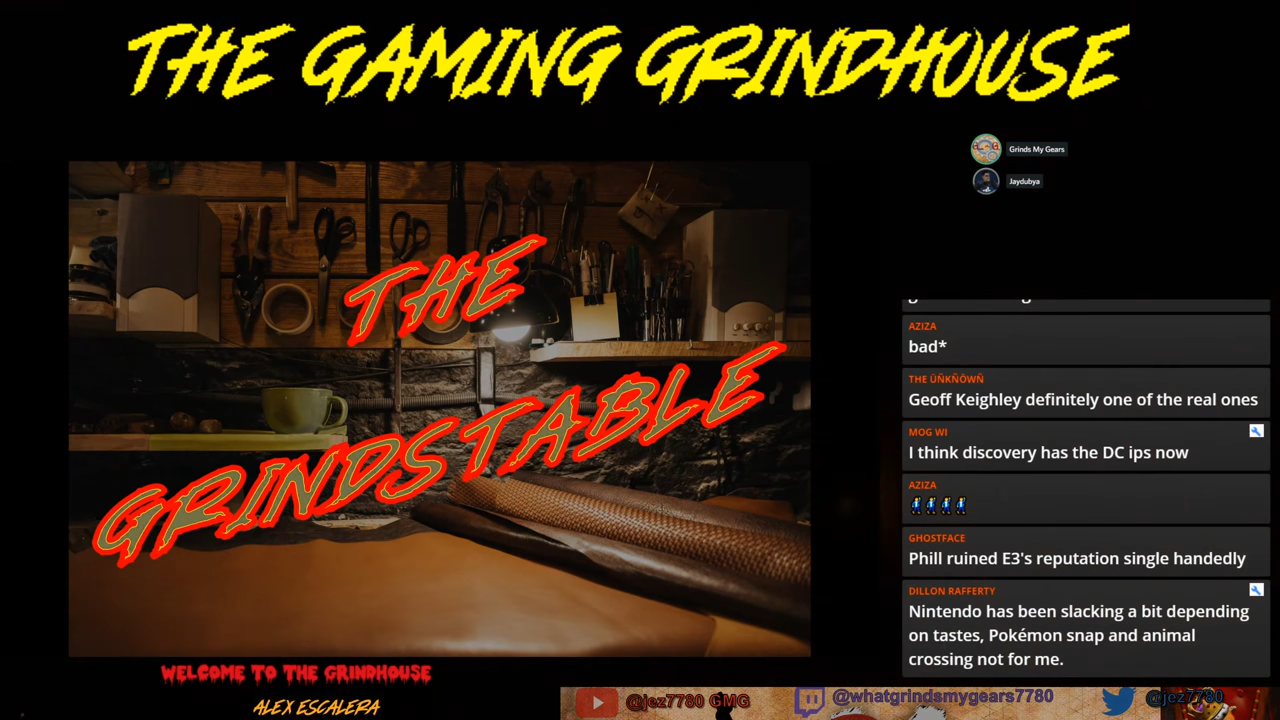 THE GAMING GRINDHOUSE
Grinds My Gears
Jaydubya
THE
GRINDSTABLE
AZIZA
bad*
THE ÜÑKÑÖWÑ
Geoff Keighley definitely one of the real ones
MOG WI
I think discovery has the DC ips now
AZIZA
GHOSTFACE
Phill ruined E3's reputation single handedly
DILLON RAFFERTY
Nintendo has been slacking a bit depending
on tastes, Pokémon snap and animal
crossing not for me.
WELCOME TO THE GRINDHOUSE
ALEX ESCALERA
@jez7780 GMG
@whatgrindsmygears7780
@jez7780